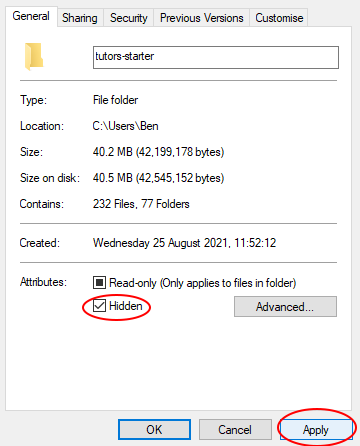 General Sharing Security Previous Versions Customise
tutors-starter
Type: File folder
Location: C:\Users\Ben
Size: 40.2 MB (42,199,178 bytes)
Size on disk: 40.5 MB (42,545,152 bytes)
Contains: 232 Files, 77 Folders
Created: Wednesday 25 August 2021, 11:52:12
Attributes: Read-only (Only applies to files in folder)
Hidden Advanced...
OK Cancel Apply